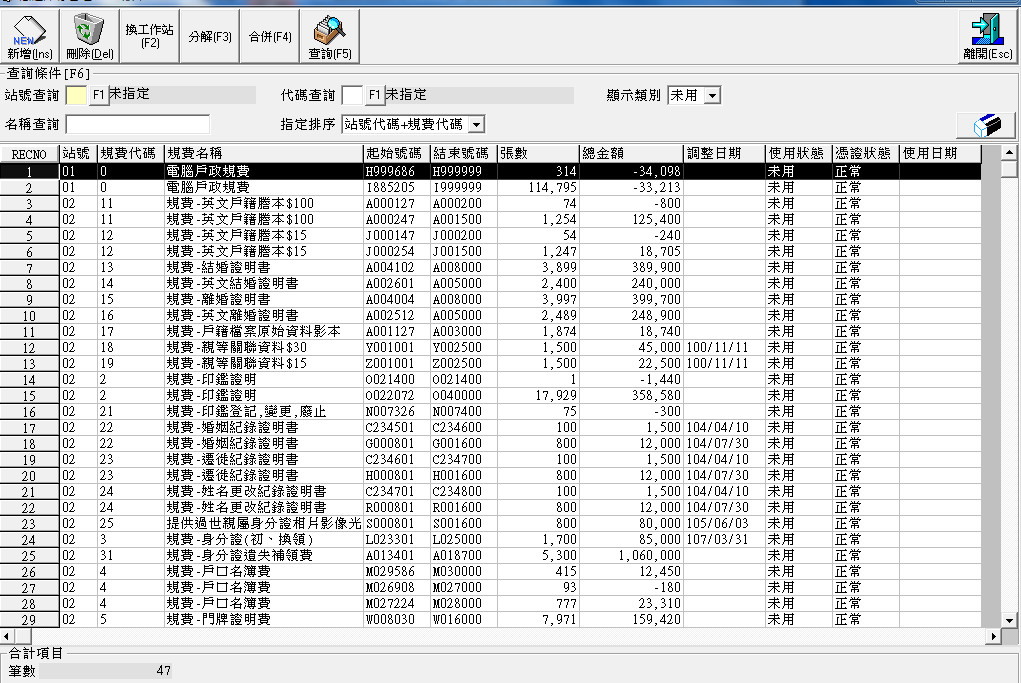 新增(Ins) 刪除(Del) 換工作站(F2) 分解(F3) 合併(F4) 查詢(F5) 離開(Esc)
查詢條件[F6]
站號查詢 F1 未指定 代碼查詢 F1 未指定 顯示類別 未用
名稱查詢 指定排序 站號代碼+規費代碼
RECNO 站號 規費代碼 規費名稱 起始號碼 結束號碼 張數 總金額 調整日期 使用狀態 憑證狀態 使用日期
1 01 0 電腦戶政規費 H999686 H999999 314 -34,098 未用 正常
2 01 0 電腦戶政規費 I885205 I999999 114,795 -33,213 未用 正常
3 02 11 規費-英文戶籍謄本$100 A000127 A000200 74 -800 未用 正常
4 02 11 規費-英文戶籍謄本$100 A000247 A001500 1,254 125,400 未用 正常
5 02 12 規費-英文戶籍謄本$15 J000147 J000200 54 -240 未用 正常
6 02 12 規費-英文戶籍謄本$15 J000254 J001500 1,247 18,705 未用 正常
7 02 13 規費-結婚證明書 A004102 A008000 3,899 389,900 未用 正常
8 02 14 規費-英文結婚證明書 A002601 A005000 2,400 240,000 未用 正常
9 02 15 規費-離婚證明書 A004004 A008000 3,997 399,700 未用 正常
10 02 16 規費-英文離婚證明書 A002512 A005000 2,489 248,900 未用 正常
11 02 17 規費-戶籍檔案原始資料影本 A001127 A003000 1,874 18,740 未用 正常
12 02 18 規費-親等關聯資料$30 Y001001 Y002500 1,500 45,000 100/11/11 未用 正常
13 02 19 規費-親等關聯資料$15 Z001001 Z002500 1,500 22,500 100/11/11 未用 正常
14 02 2 規費-印鑑證明 O021400 O021400 1 -1,440 未用 正常
15 02 2 規費-印鑑證明 O022072 O040000 17,929 358,580 未用 正常
16 02 21 規費-印鑑登記,變更,廢止 N007326 N007400 75 -300 未用 正常
17 02 22 規費-婚姻紀錄證明書 C234501 C234600 100 1,500 104/04/10 未用 正常
18 02 22 規費-婚姻紀錄證明書 G000801 G001600 800 12,000 104/07/30 未用 正常
19 02 23 規費-遷徙紀錄證明書 C234601 C234700 100 1,500 104/04/10 未用 正常
20 02 23 規費-遷徙紀錄證明書 H000801 H001600 800 12,000 104/07/30 未用 正常
21 02 24 規費-姓名更改紀錄證明書 C234701 C234800 100 1,500 104/04/10 未用 正常
22 02 24 規費-姓名更改紀錄證明書 R000801 R001600 800 12,000 104/07/30 未用 正常
23 02 25 提供過世親屬身分證相片影像光 S000801 S001600 800 80,000 105/06/03 未用 正常
24 02 3 規費-身分證(初、換領) L023301 L025000 1,700 85,000 107/03/31 未用 正常
25 02 31 規費-身分證遺失補領費 A013401 A018700 5,300 1,060,000 未用 正常
26 02 4 規費-戶口名簿費 M029586 M030000 415 12,450 未用 正常
27 02 4 規費-戶口名簿費 M026908 M027000 93 -180 未用 正常
28 02 4 規費-戶口名簿費 M027224 M028000 777 23,310 未用 正常
29 02 5 規費-門牌證明費 W008030 W016000 7,971 159,420 未用 正常
合計項目
筆數 47